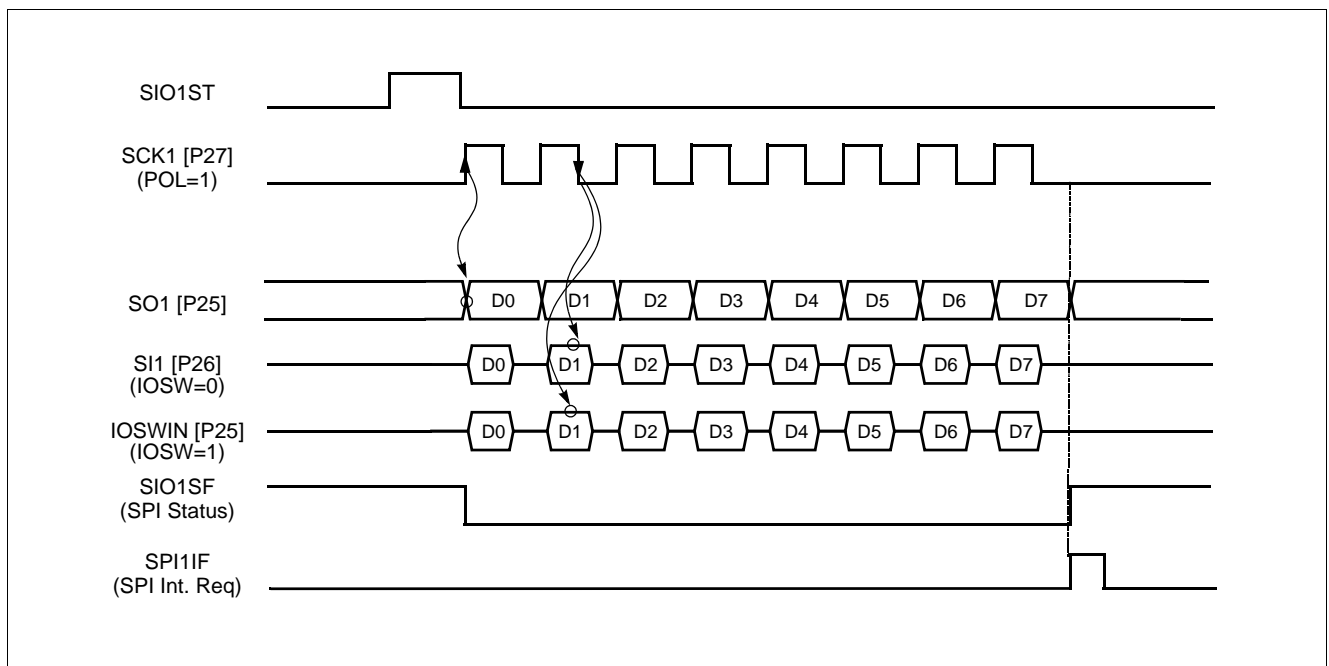 SIO1ST
SCK1 [P27]
(POL=1)
SO1 [P25]
D0 D1 D2 D3 D4 D5 D6 D7
SI1 [P26]
(IOSW=0)
D0 D1 D2 D3 D4 D5 D6 D7
IOSWIN [P25]
(IOSW=1)
D0 D1 D2 D3 D4 D5 D6 D7
SIO1SF
(SPI Status)
SPI1IF
(SPI Int. Req)